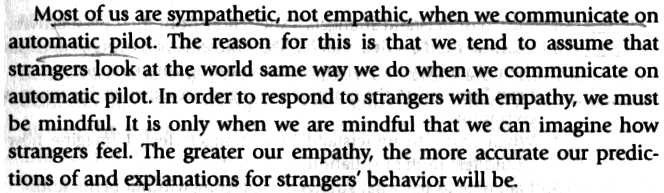 Most of us are sympathetic, not empathic, when we communicate on
automatic pilot. The reason for this is that we tend to assume that
strangers look at the world same way we do when we communicate on
automatic pilot. In order to respond to strangers with empathy, we must
be mindful. It is only when we are mindful that we can imagine how
strangers feel. The greater our empathy, the more accurate our predic-
tions of and explanations for strangers' behavior will be.